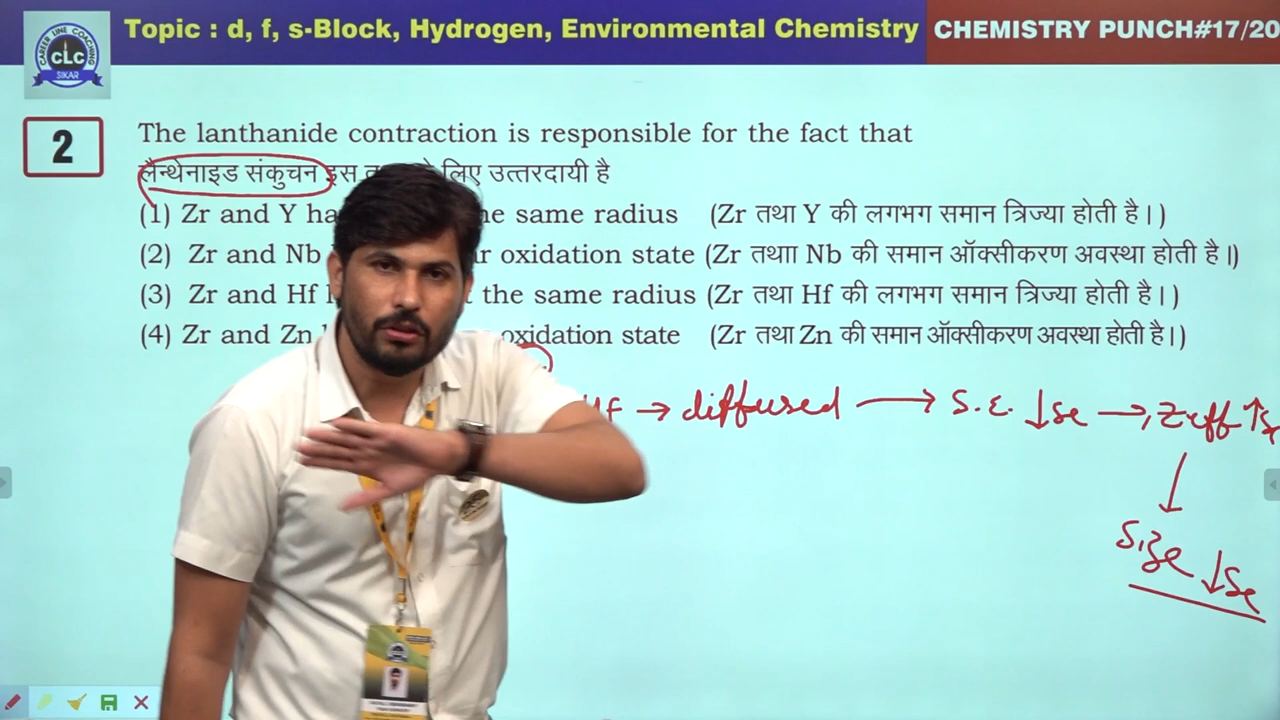 Topic : d, f, s-Block, Hydrogen, Environmental Chemistry
CHEMISTRY PUNCH#17/20
CAREER LINE COACHING
CLC
SIKAR
2
The lanthanide contraction is responsible for the fact that
लैन्थेनाइड संकुचन इस लिए उत्तरदायी है
(1) Zr and Y same radius (Zr तथा Y की लगभग समान त्रिज्या होती है।)
(2) Zr and Nb oxidation state (Zr तथाा Nb की समान ऑक्सीकरण अवस्था होती है।)
(3) Zr and Hf the same radius (Zr तथा Hf की लगभग समान त्रिज्या होती है।)
(4) Zr and Zn oxidation state (Zr तथा Zn की समान ऑक्सीकरण अवस्था होती है।)
→ diffused → S.E. ↓se → Zeff ↑
↓
Size ↓se